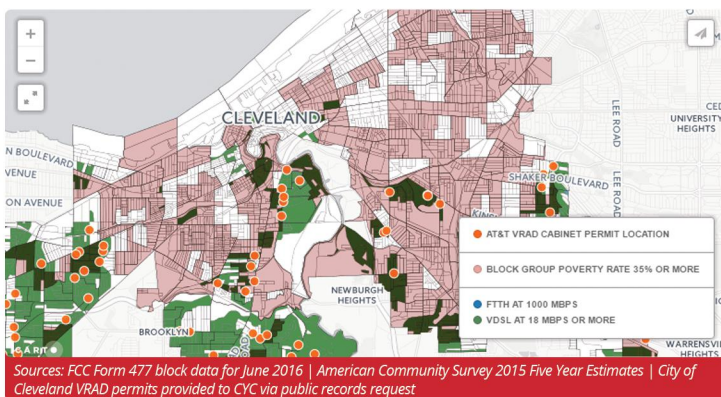 +
−
CLEVELAND
LEE ROAD
UNIVERSITY
HEIGHTS
N BOULEVARD
VENUE
ON AVENUE
SHAKER BOULEVARD
LEE ROAD
AT&T VRAD CABINET PERMIT LOCATION
BLOCK GROUP POVERTY RATE 35% OR MORE
FTTH AT 1000 MBPS
VDSL AT 18 MBPS OR MORE
NEWBURGH
HEIGHTS
BROOKLYN
WARRENSVI
HEIGHTS
Sources: FCC Form 477 block data for June 2016 | American Community Survey 2015 Five Year Estimates | City of
Cleveland VRAD permits provided to CYC via public records request